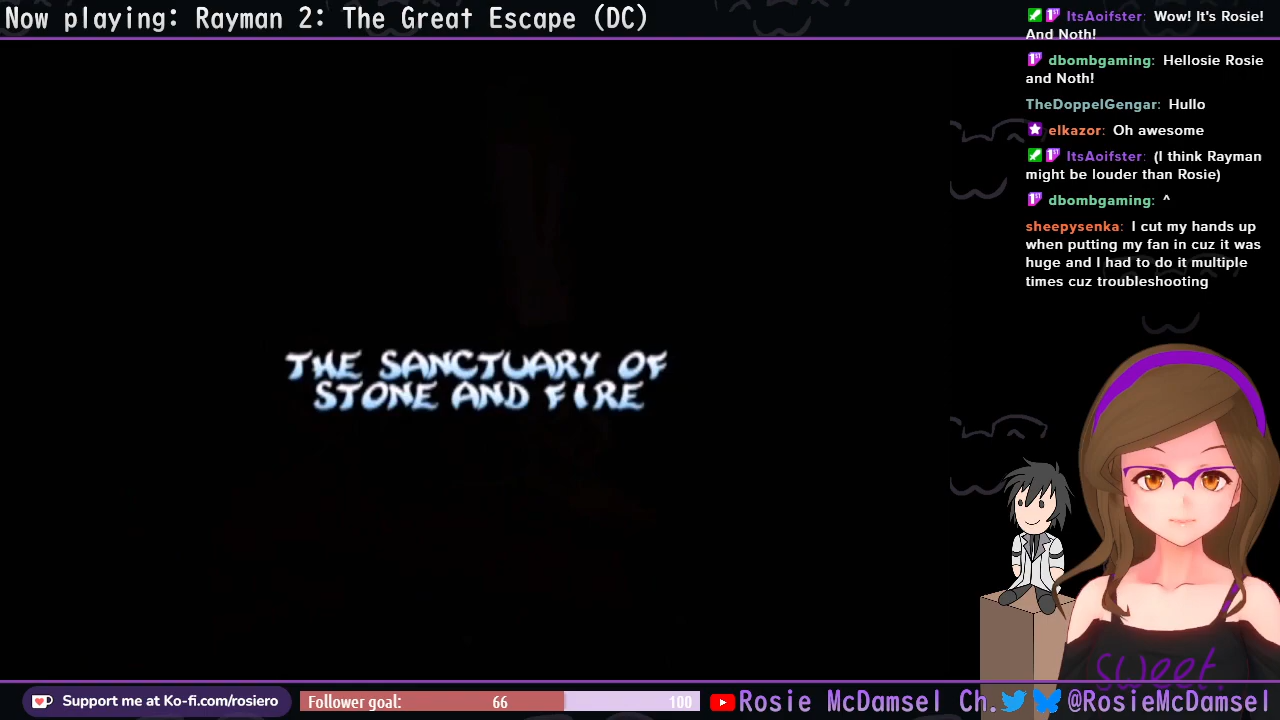 Now playing: Rayman 2: The Great Escape (DC)
ItsAoifster: Wow! It's Rosie!
And Noth!
dbombgaming: Hellosie Rosie
and Noth!
TheDoppelGengar: Hullo
elkazor: Oh awesome
ItsAoifster: (I think Rayman
might be louder than Rosie)
dbombgaming: ^
sheepysenka: I cut my hands up
when putting my fan in cuz it was
huge and I had to do it multiple
times cuz troubleshooting
THE SANCTUARY OF
STONE AND FIRE
sweet.
Support me at Ko-fi.com/rosiero
Follower goal: 66 100
Rosie McDamsel Ch. @RosieMcDamsel